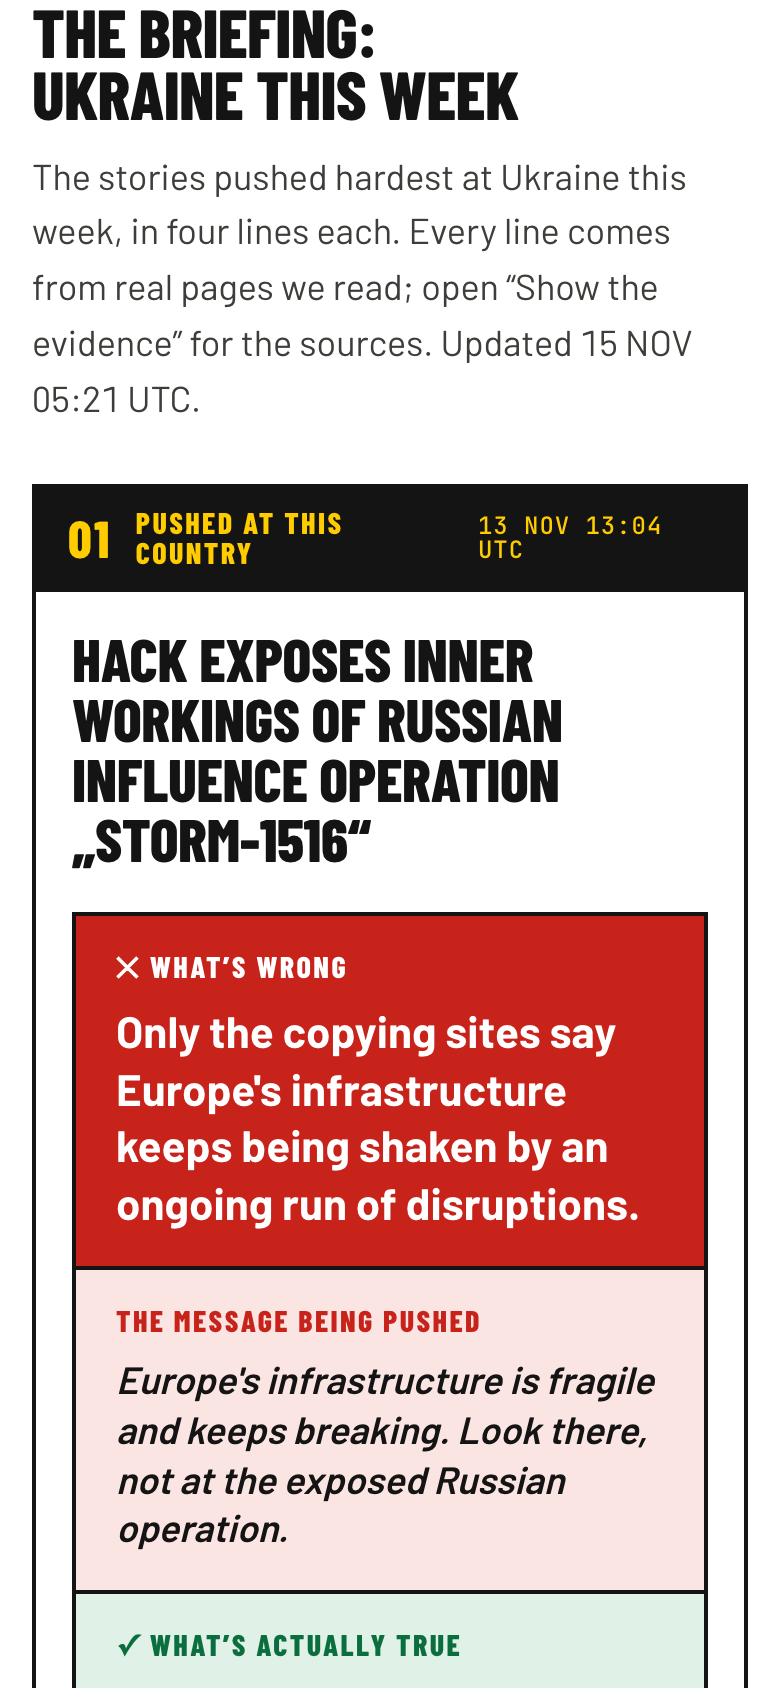 THE BRIEFING:
UKRAINE THIS WEEK
The stories pushed hardest at Ukraine this
week, in four lines each. Every line comes
from real pages we read; open “Show the
evidence” for the sources. Updated 15 NOV
05:21 UTC.
01
PUSHED AT THIS
COUNTRY
13 NOV 13:04
UTC
HACK EXPOSES INNER
WORKINGS OF RUSSIAN
INFLUENCE OPERATION
„STORM-1516“
✕ WHAT’S WRONG
Only the copying sites say
Europe's infrastructure
keeps being shaken by an
ongoing run of disruptions.
THE MESSAGE BEING PUSHED
Europe's infrastructure is fragile
and keeps breaking. Look there,
not at the exposed Russian
operation.
✓ WHAT’S ACTUALLY TRUE